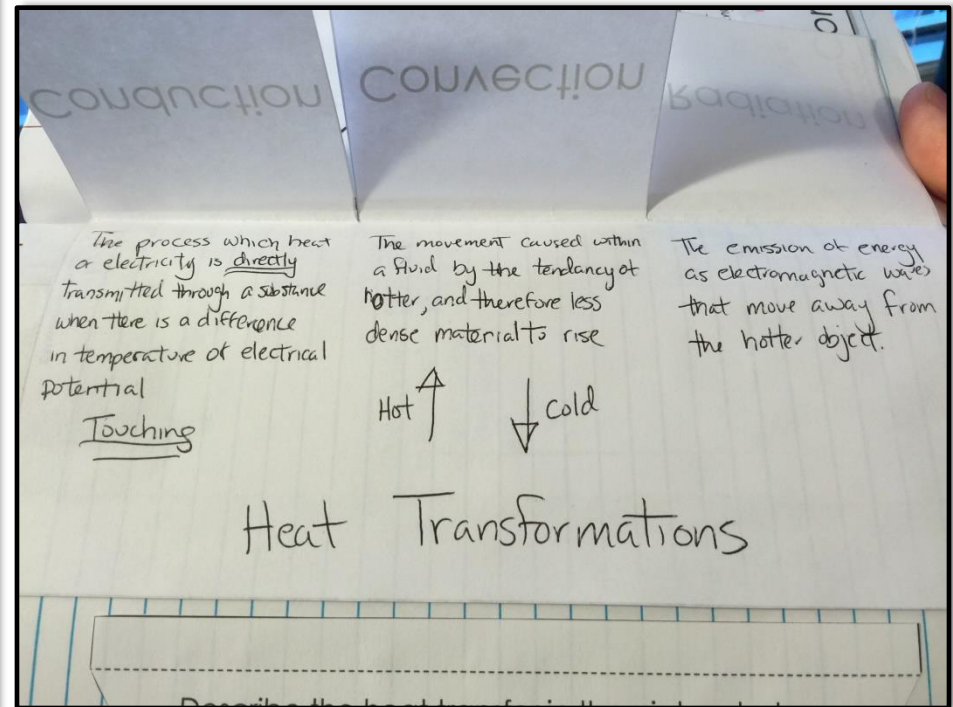 Conduction
Convection
Radiation
The process which heat
or electricity is directly
transmitted through a substance
when there is a difference
in temperature or electrical
potential
Touching
The movement caused within
a fluid by the tendancy of
hotter, and therefore less
dense material to rise
Hot
Cold
The emission of energy
as electromagnetic waves
that move away from
the hotter object.
Heat Transformations